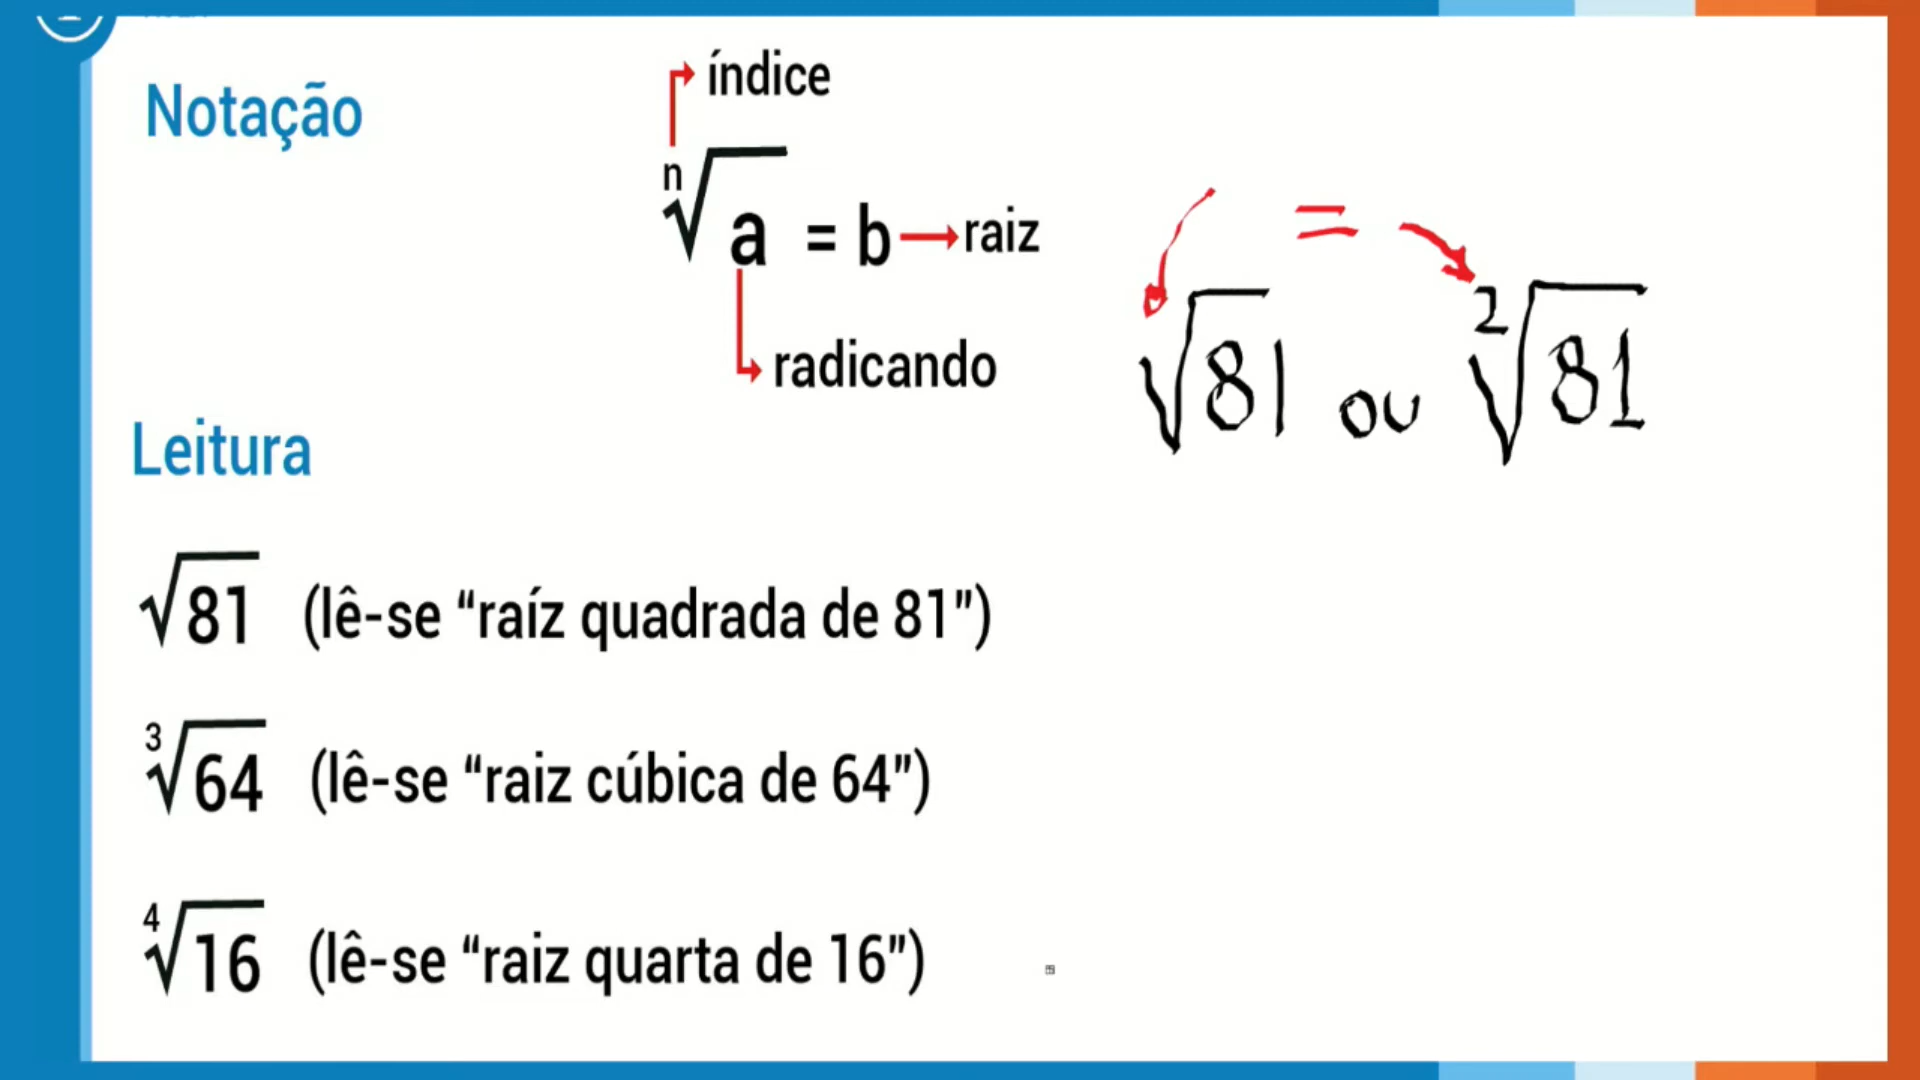 Notação
índice
n√a = b → raiz
radicando
=
√81 ou 2√81
Leitura
√81 (lê-se “raíz quadrada de 81”)
3√64 (lê-se “raiz cúbica de 64”)
4√16 (lê-se “raiz quarta de 16”)